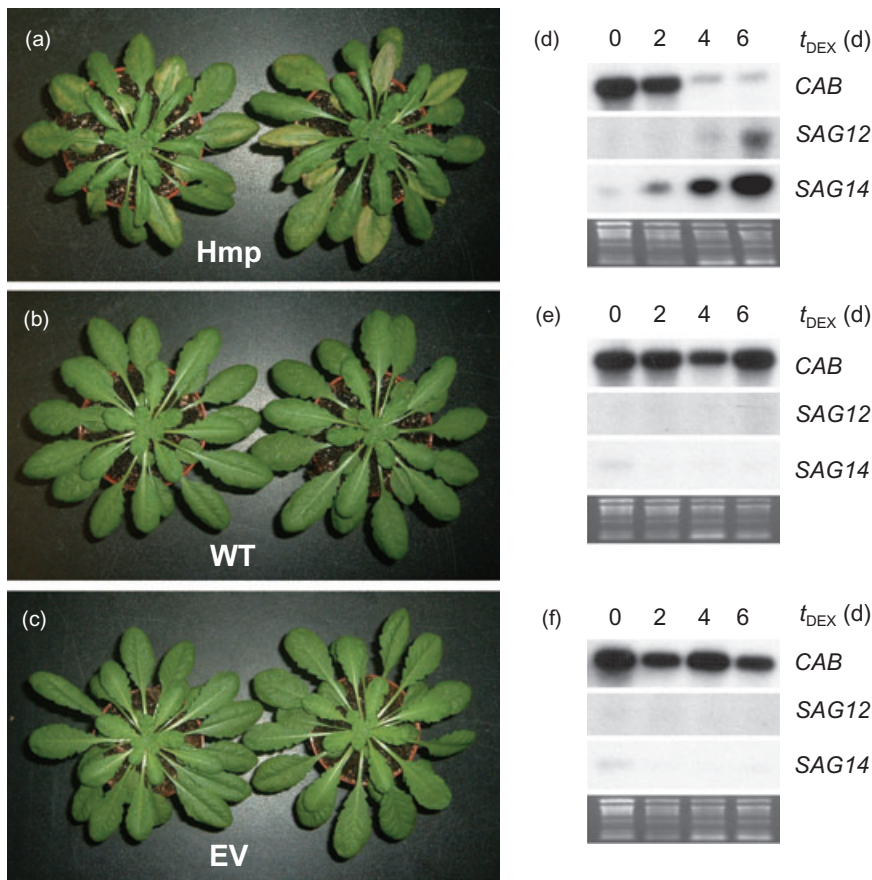 (a)
Hmp
(b)
WT
(c)
EV
(d) 0 2 4 6 tDEX (d)
CAB
SAG12
SAG14
(e) 0 2 4 6 tDEX (d)
CAB
SAG12
SAG14
(f) 0 2 4 6 tDEX (d)
CAB
SAG12
SAG14